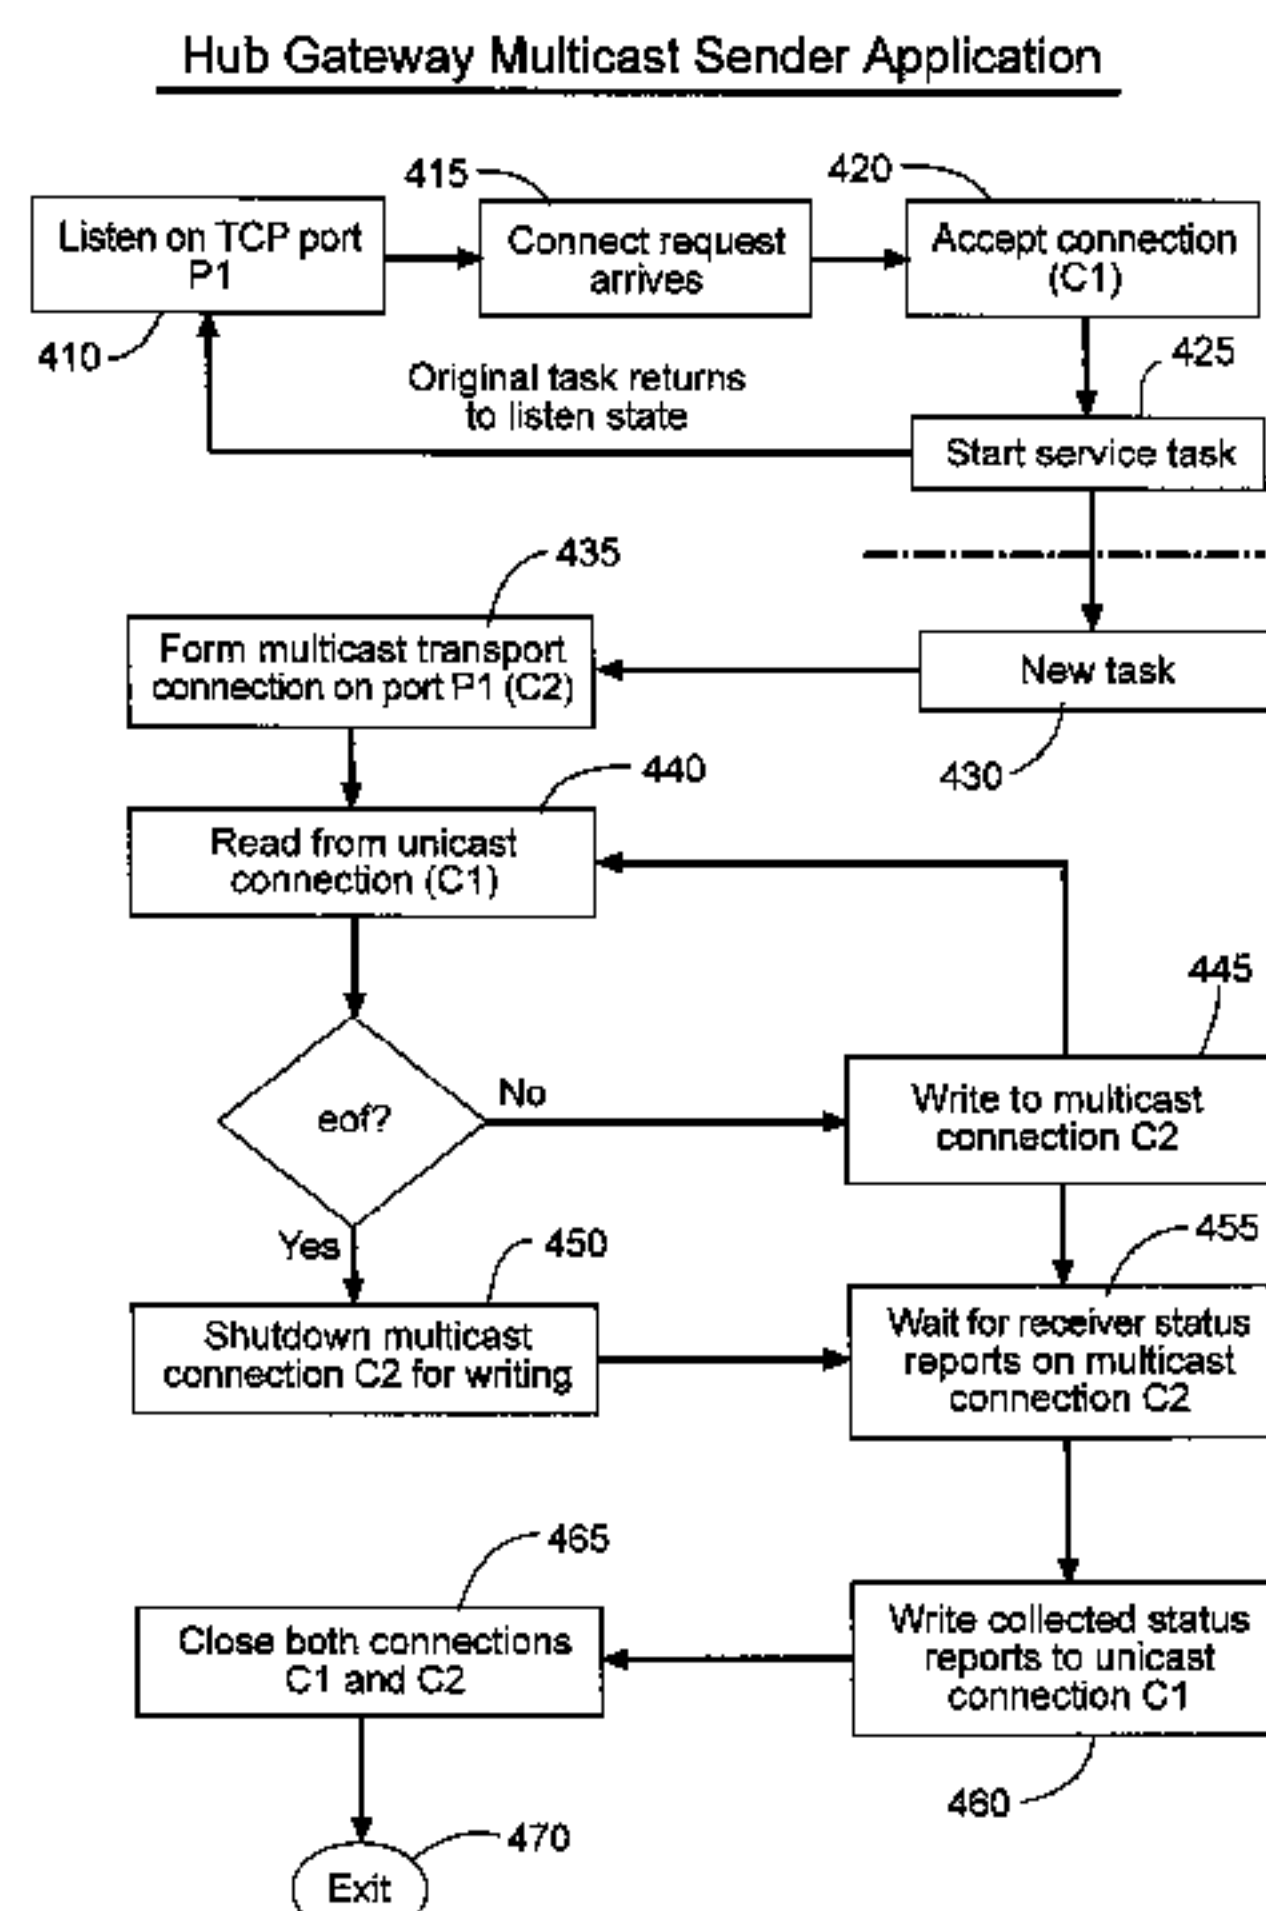 Hub Gateway Multicast Sender Application
415
420
Listen on TCP port
P1
Connect request
arrives
Accept connection
(C1)
410
425
Original task returns
to listen state
Start service task
435
Form multicast transport
connection on port P1 (C2)
New task
430
440
Read from unicast
connection (C1)
445
eof?
No
Write to multicast
connection C2
Yes
450
455
Shutdown multicast
connection C2 for writing
Wait for receiver status
reports on multicast
connection C2
465
Close both connections
C1 and C2
Write collected status
reports to unicast
connection C1
460
470
Exit